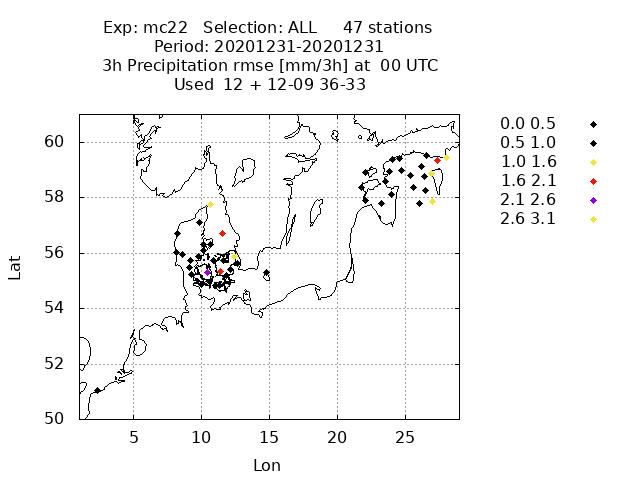 Exp: mc22 Selection: ALL 47 stations
Period: 20201231-20201231
3h Precipitation rmse [mm/3h] at 00 UTC
Used 12 + 12-09 36-33
0.0 0.5
0.5 1.0
1.0 1.6
1.6 2.1
2.1 2.6
2.6 3.1
60
58
56
54
52
50
Lat
5 10 15 20 25
Lon